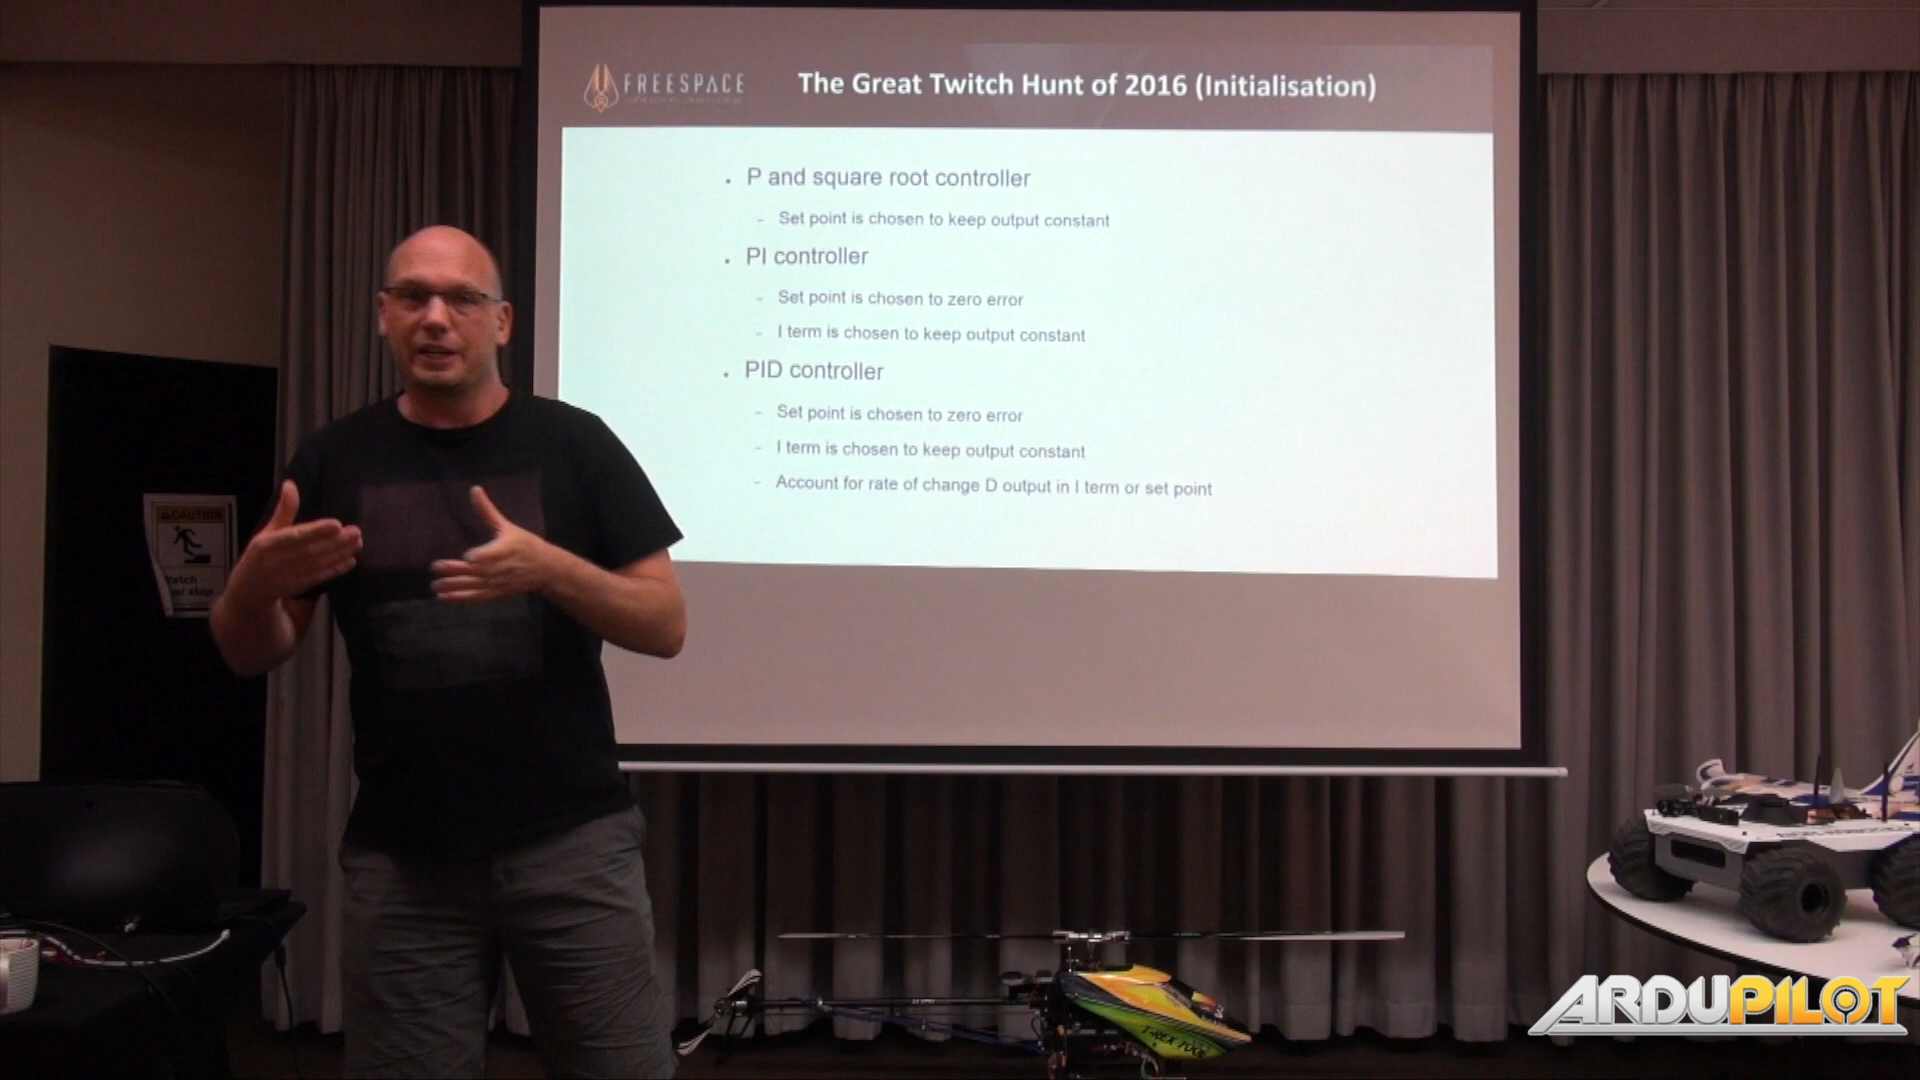 FREESPACE
The Great Twitch Hunt of 2016 (Initialisation)
. P and square root controller
- Set point is chosen to keep output constant
. PI controller
- Set point is chosen to zero error
- I term is chosen to keep output constant
. PID controller
- Set point is chosen to zero error
- I term is chosen to keep output constant
- Account for rate of change D output in I term or set point
CAUTION
Watch
your step
T-REX 700E
ARDUPILOT